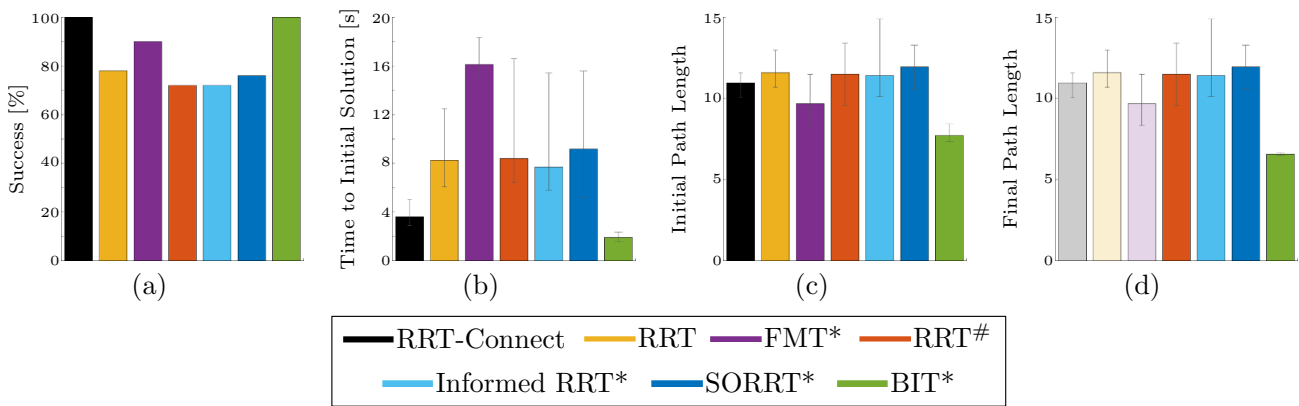 Success [%]
100
80
60
40
20
0
(a)
Time to Initial Solution [s]
20
16
12
8
4
0
(b)
Initial Path Length
15
10
5
0
(c)
Final Path Length
15
10
5
0
(d)
RRT-Connect RRT FMT* RRT#
Informed RRT* SORRT* BIT*